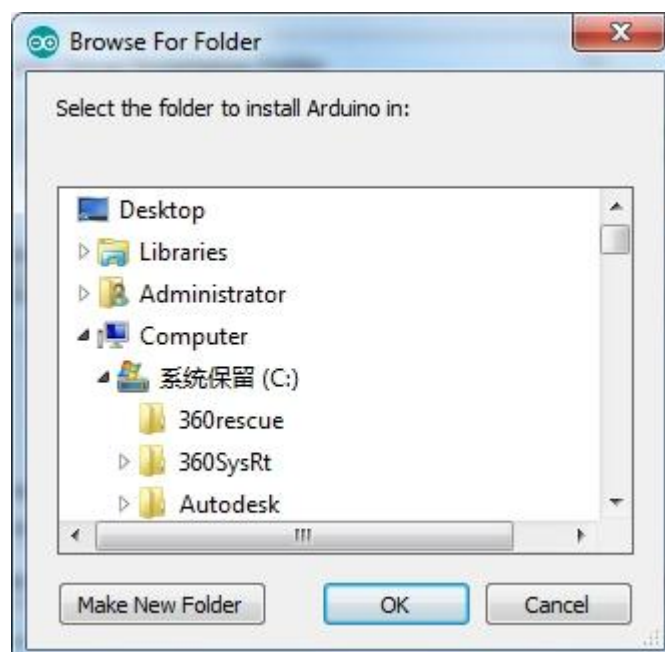 Browse For Folder
Select the folder to install Arduino in:
Desktop
Libraries
Administrator
Computer
系统保留 (C:)
360rescue
360SysRt
Autodesk
Make New Folder
OK
Cancel